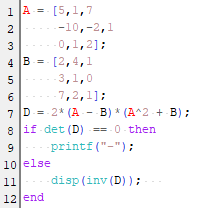 1 A = [5,1,7
2 -10,-2,1
3 0,1,2];
4 B = [2,4,1
5 3,1,0
6 7,2,1];
7 D = 2*(A - B)*(A^2 + B);
8 if det(D) == 0 then
9 printf("-");
10 else
11 disp(inv(D));
12 end